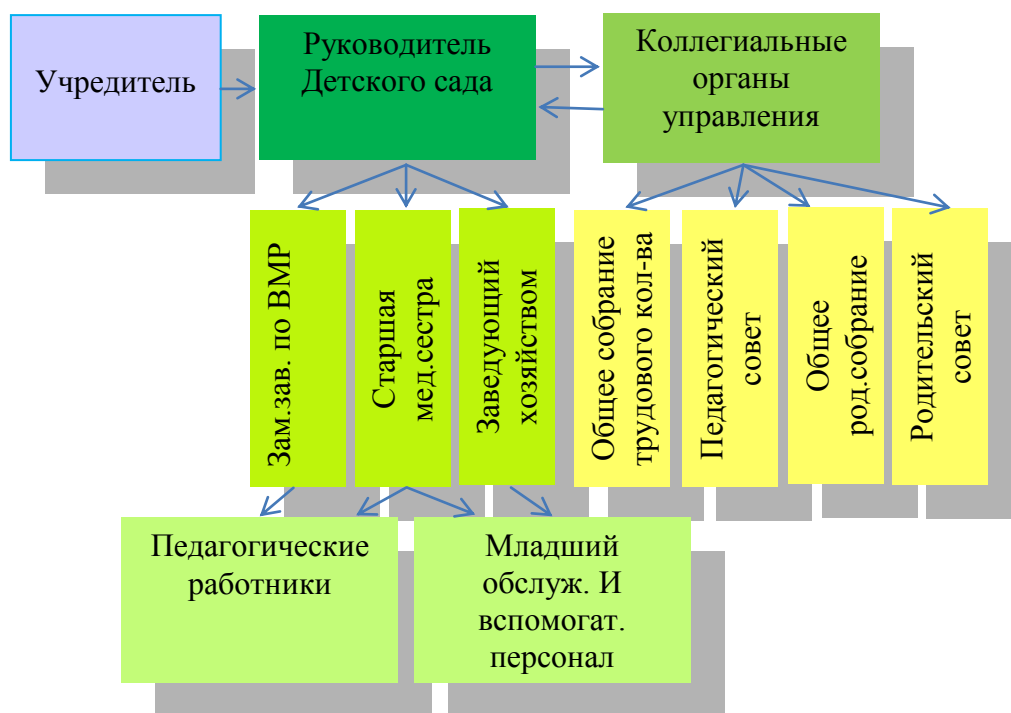 Учредитель
Руководитель
Детского сада
Коллегиальные
органы
управления
Зам.зав. по ВМР
Старшая
мед.сестра
Заведующий
хозяйством
Общее собрание
трудового кол-ва
Педагогический
совет
Общее
род.собрание
Родительский
совет
Педагогические
работники
Младший
обслуж. И
вспомогат.
персонал